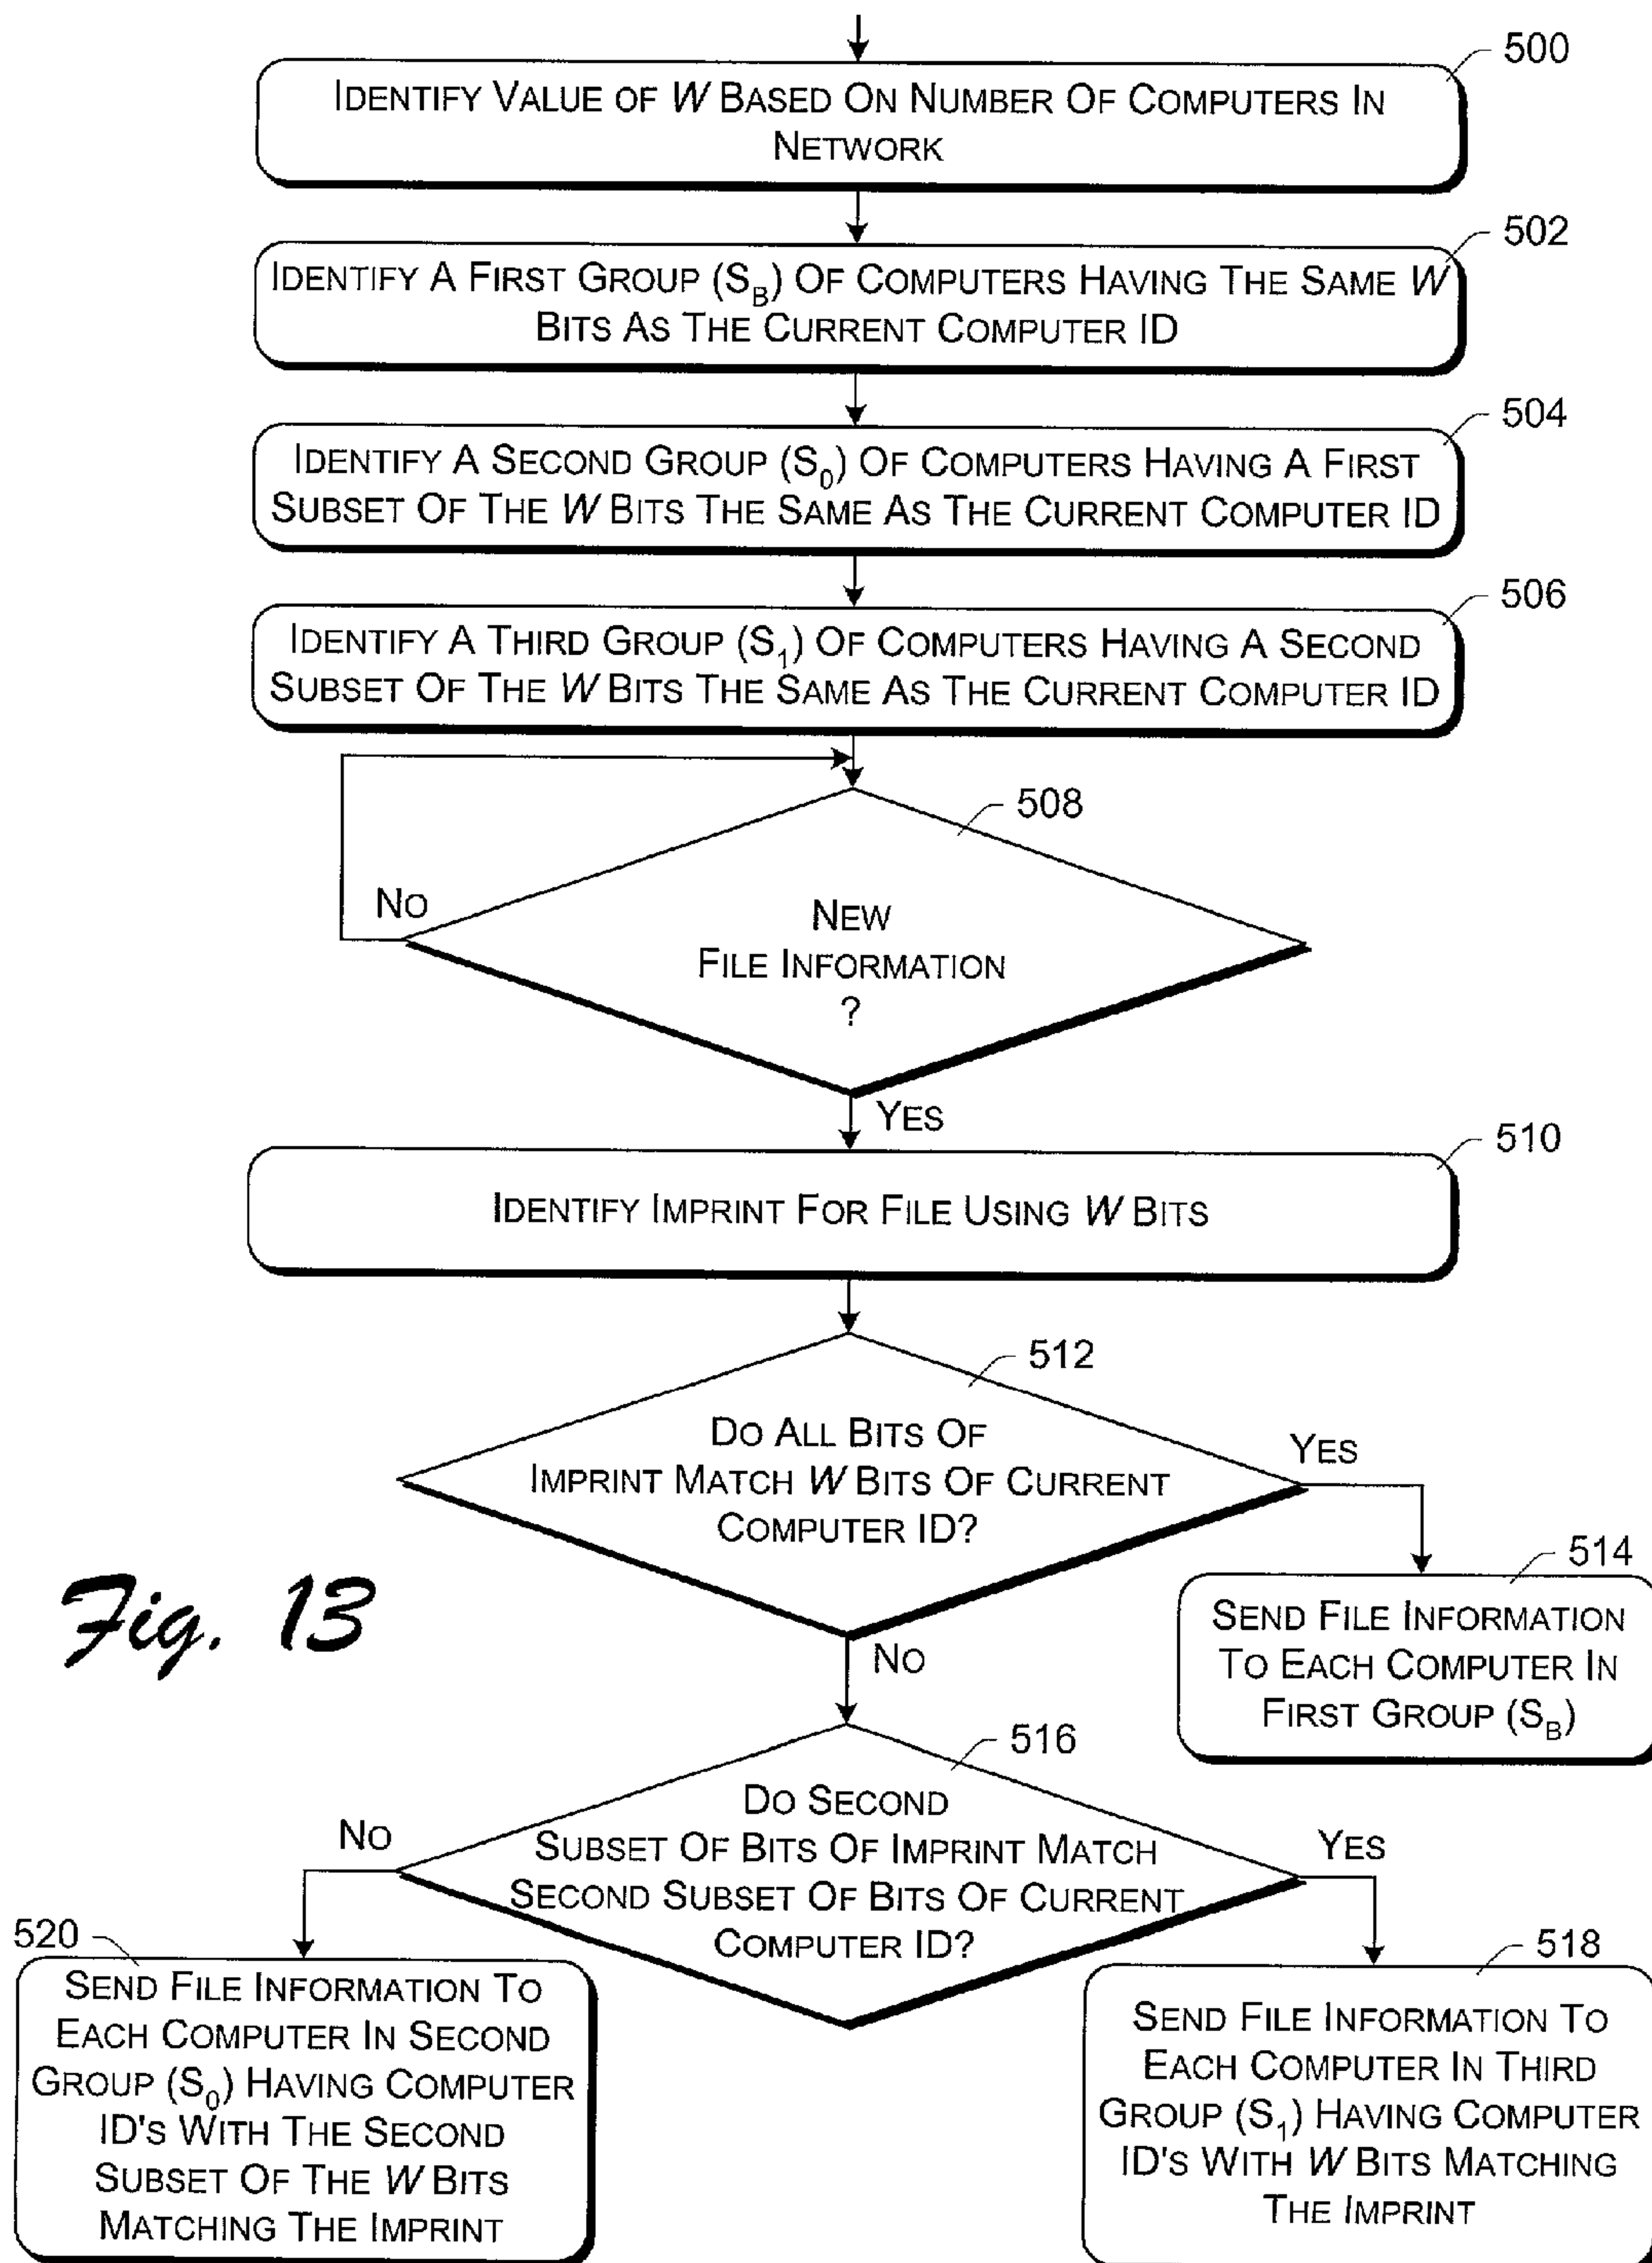 500
IDENTIFY VALUE OF W BASED ON NUMBER OF COMPUTERS IN
NETWORK
502
IDENTIFY A FIRST GROUP (S_B) OF COMPUTERS HAVING THE SAME W
BITS AS THE CURRENT COMPUTER ID
504
IDENTIFY A SECOND GROUP (S_0) OF COMPUTERS HAVING A FIRST
SUBSET OF THE W BITS THE SAME AS THE CURRENT COMPUTER ID
506
IDENTIFY A THIRD GROUP (S_1) OF COMPUTERS HAVING A SECOND
SUBSET OF THE W BITS THE SAME AS THE CURRENT COMPUTER ID
508
NO
NEW
FILE INFORMATION
?
YES
510
IDENTIFY IMPRINT FOR FILE USING W BITS
512
DO ALL BITS OF
IMPRINT MATCH W BITS OF CURRENT
COMPUTER ID?
YES
514
SEND FILE INFORMATION
TO EACH COMPUTER IN
FIRST GROUP (S_B)
Fig. 13
NO
516
DO SECOND
SUBSET OF BITS OF IMPRINT MATCH
SECOND SUBSET OF BITS OF CURRENT
COMPUTER ID?
NO
YES
520
SEND FILE INFORMATION TO
EACH COMPUTER IN SECOND
GROUP (S_0) HAVING COMPUTER
ID'S WITH THE SECOND
SUBSET OF THE W BITS
MATCHING THE IMPRINT
518
SEND FILE INFORMATION TO
EACH COMPUTER IN THIRD
GROUP (S_1) HAVING COMPUTER
ID'S WITH W BITS MATCHING
THE IMPRINT